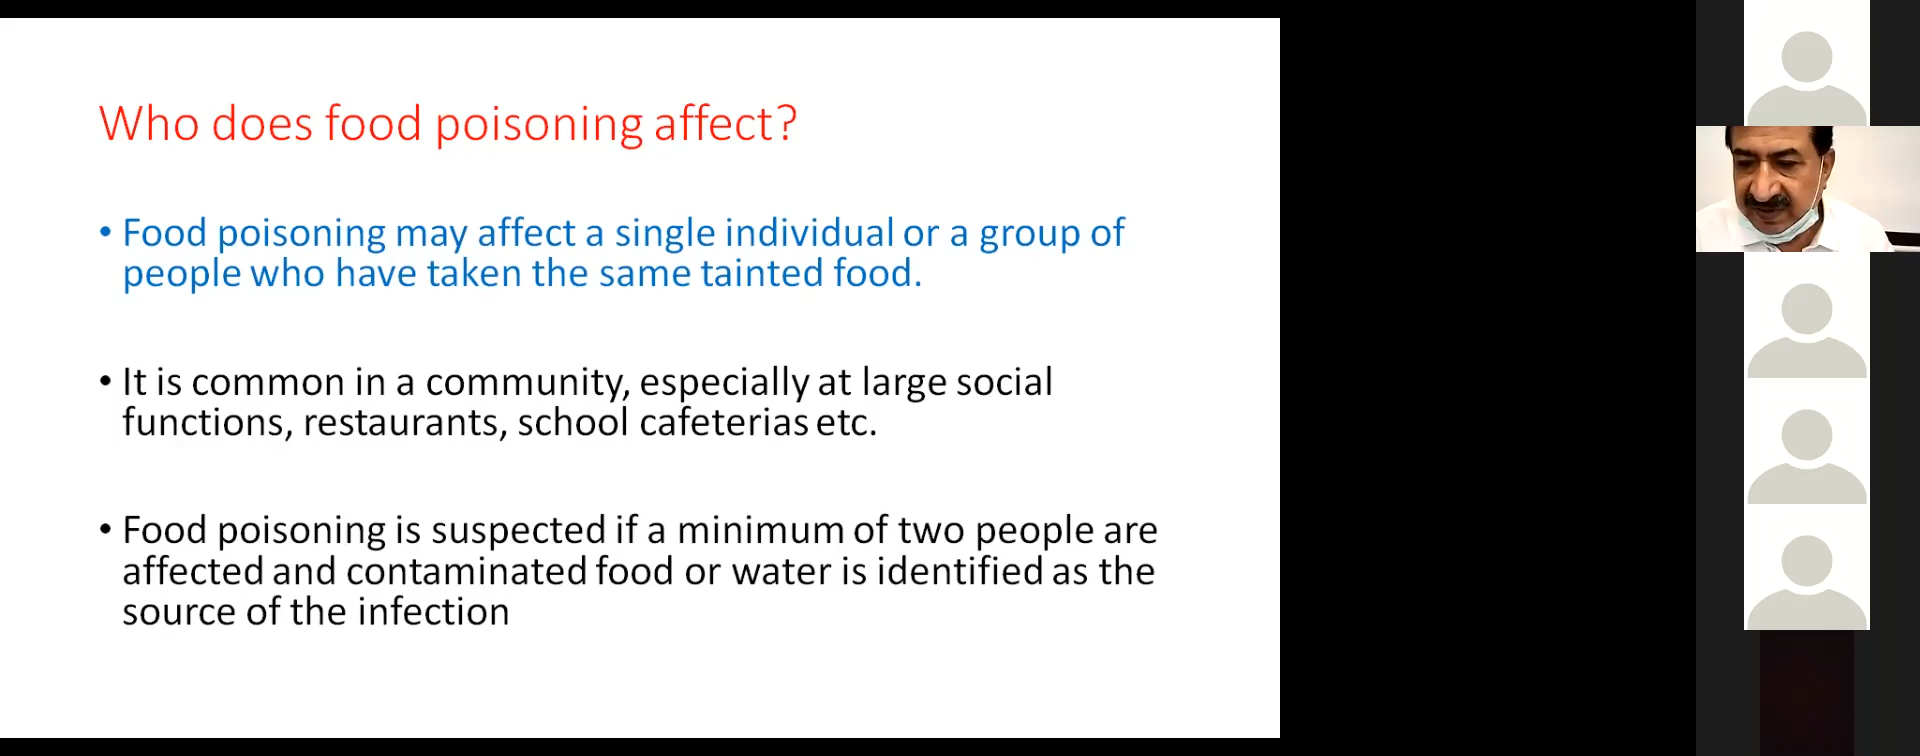 Who does food poisoning affect?
• Food poisoning may affect a single individual or a group of
people who have taken the same tainted food.
• It is common in a community, especially at large social
functions, restaurants, school cafeterias etc.
• Food poisoning is suspected if a minimum of two people are
affected and contaminated food or water is identified as the
source of the infection